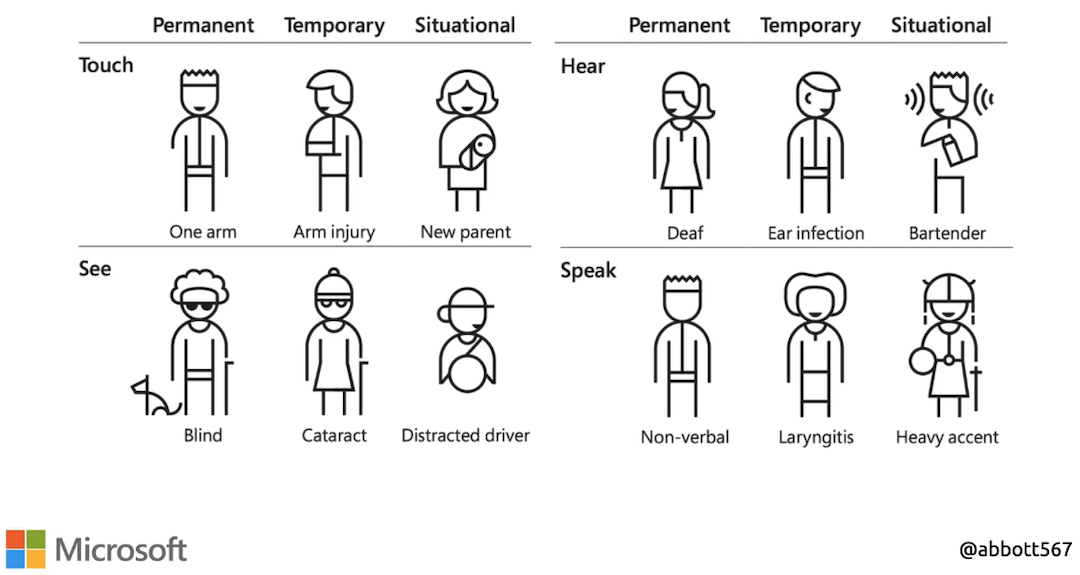 Permanent Temporary Situational
Touch
One arm Arm injury New parent
See
Blind Cataract Distracted driver
Permanent Temporary Situational
Hear
Deaf Ear infection Bartender
Speak
Non-verbal Laryngitis Heavy accent
Microsoft
@abbott567